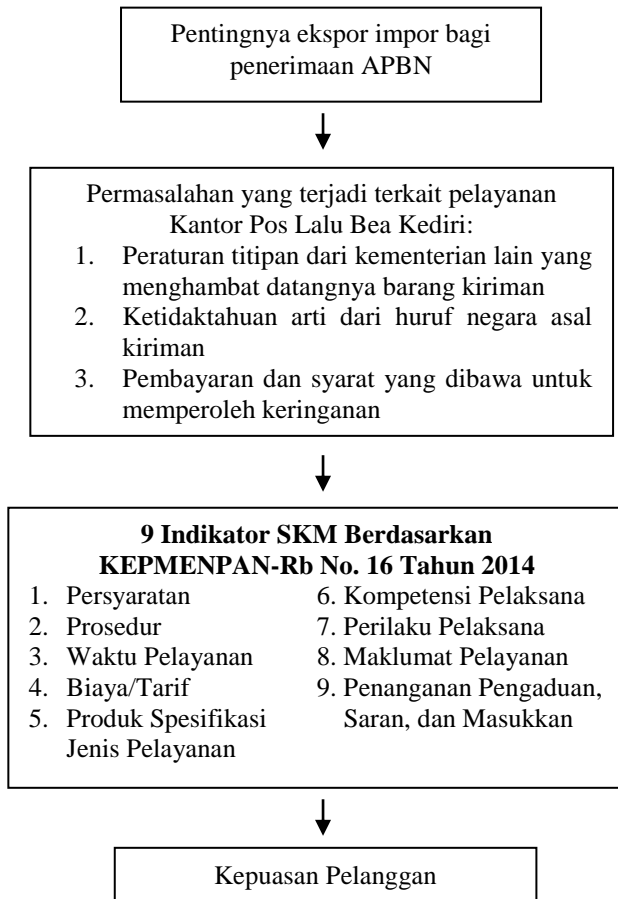 Pentingnya ekspor impor bagi
penerimaan APBN
Permasalahan yang terjadi terkait pelayanan
Kantor Pos Lalu Bea Kediri:
1. Peraturan titipan dari kementerian lain yang
menghambat datangnya barang kiriman
2. Ketidaktahuan arti dari huruf negara asal
kiriman
3. Pembayaran dan syarat yang dibawa untuk
memperoleh keringanan
9 Indikator SKM Berdasarkan
KEPMENPAN-Rb No. 16 Tahun 2014
1. Persyaratan
2. Prosedur
3. Waktu Pelayanan
4. Biaya/Tarif
5. Produk Spesifikasi
Jenis Pelayanan
6. Kompetensi Pelaksana
7. Perilaku Pelaksana
8. Maklumat Pelayanan
9. Penanganan Pengaduan,
Saran, dan Masukkan
Kepuasan Pelanggan